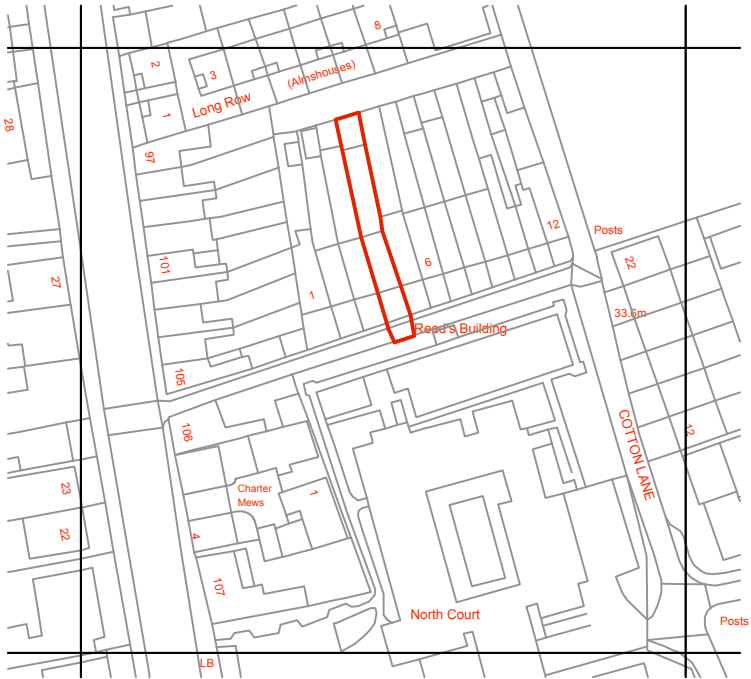 8
2
3
(Almshouses)
Long Row
1
28
97
12
Posts
22
101
6
27
1
33.6m
Reed's Building
105
106
COTTON LANE
12
23
Charter
Mews
1
22
4
107
North Court
Posts
LB